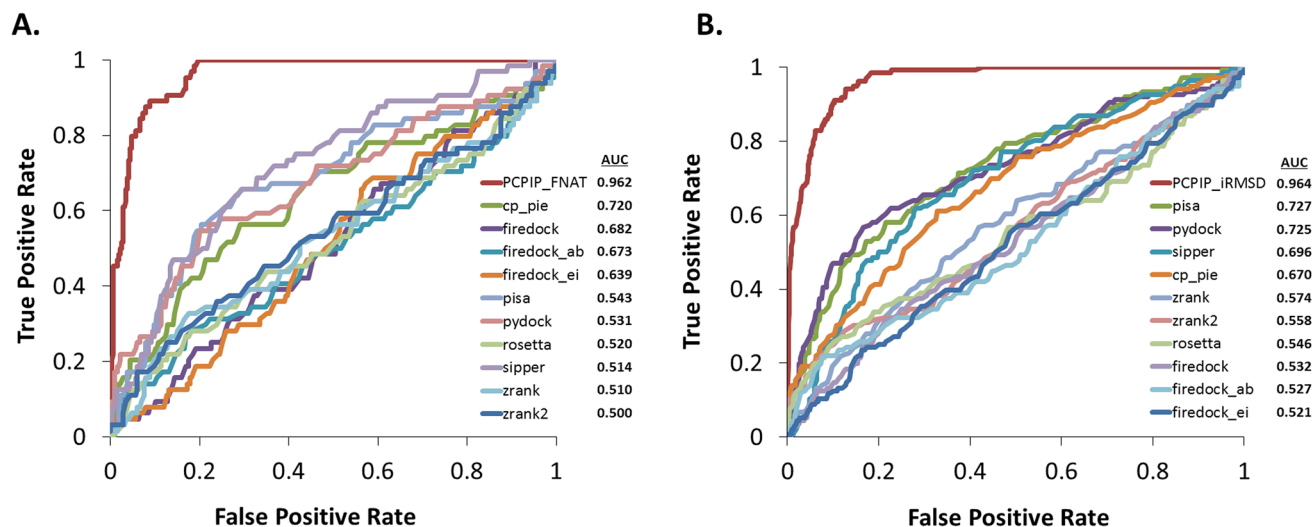 A.
True Positive Rate
1
0.8
0.6
0.4
0.2
0
0 0.2 0.4 0.6 0.8 1
False Positive Rate
AUC
PCPIP_FNAT 0.962
cp_pie 0.720
firedock 0.682
firedock_ab 0.673
firedock_ei 0.639
pisa 0.543
pydock 0.531
rosetta 0.520
sipper 0.514
zrank 0.510
zrank2 0.500
B.
True Positive Rate
1
0.8
0.6
0.4
0.2
0
0 0.2 0.4 0.6 0.8 1
False Positive Rate
AUC
PCPIP_iRMSD 0.964
pisa 0.727
pydock 0.725
sipper 0.696
cp_pie 0.670
zrank 0.574
zrank2 0.558
rosetta 0.546
firedock 0.532
firedock_ab 0.527
firedock_ei 0.521